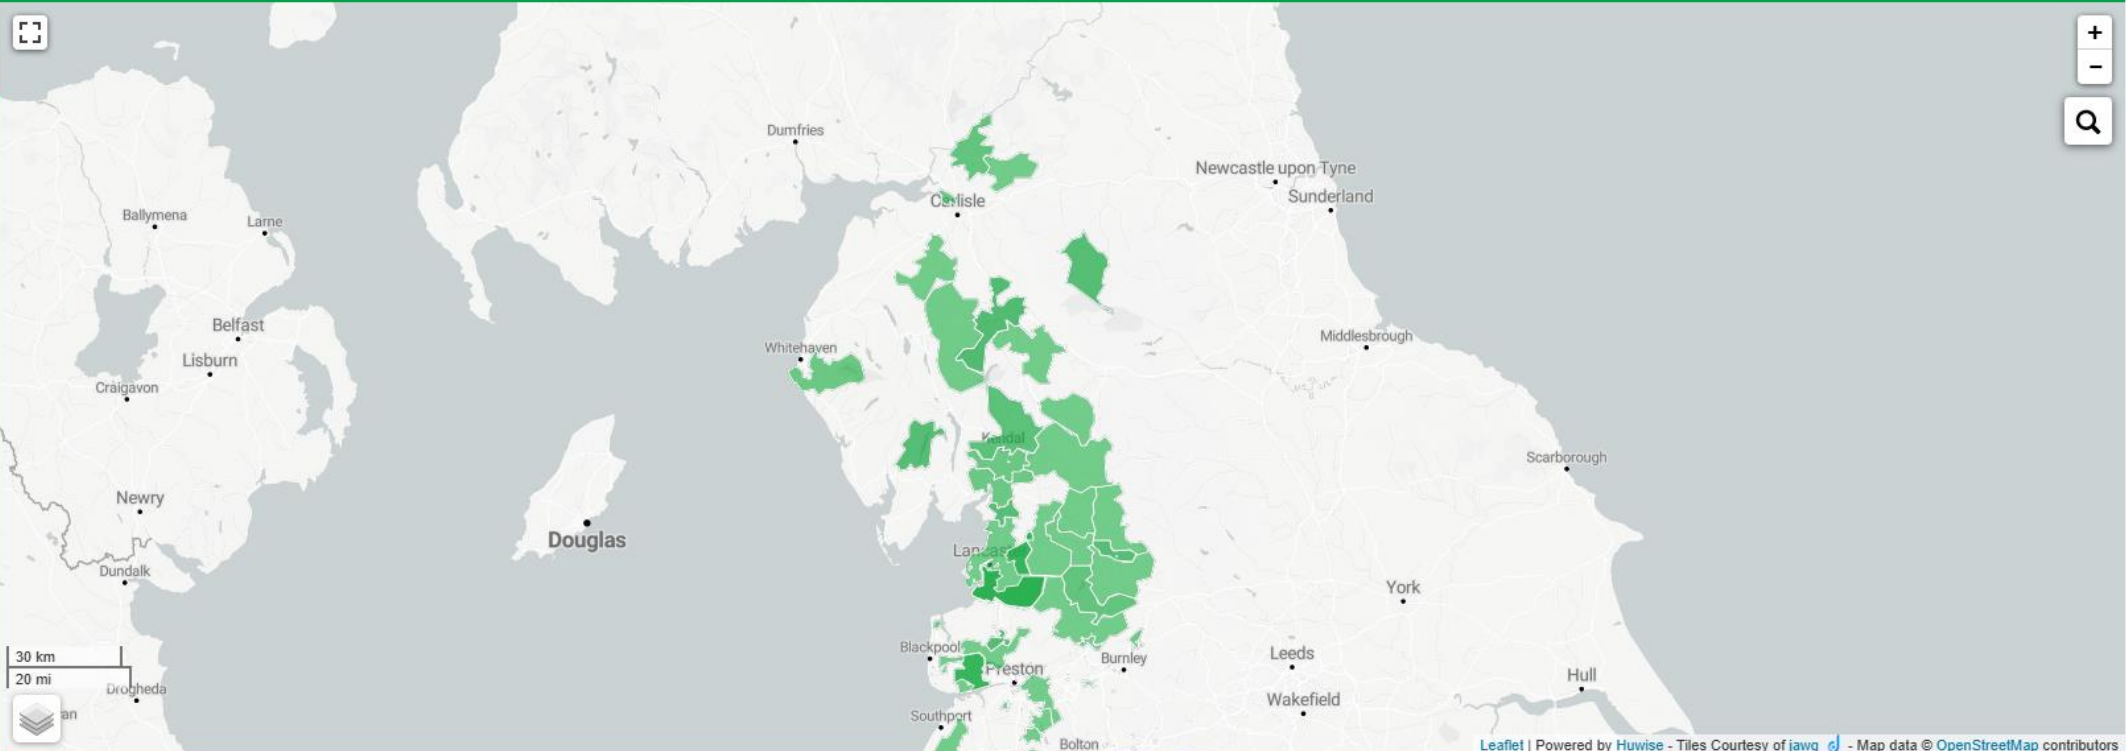 +
−
Dumfries
Newcastle upon Tyne
Carlisle
Sunderland
Ballymena
Larne
Belfast
Middlesbrough
Whitehaven
Lisburn
Craigavon
Kendal
Scarborough
Newry
Douglas
Lancas
Dundalk
York
Blackpool
Leeds
30 km
Burnley
Preston
Hull
20 mi
Drogheda
Wakefield
an
Southport
Bolton
Leaflet | Powered by Huwise - Tiles Courtesy of jawg - Map data © OpenStreetMap contributors